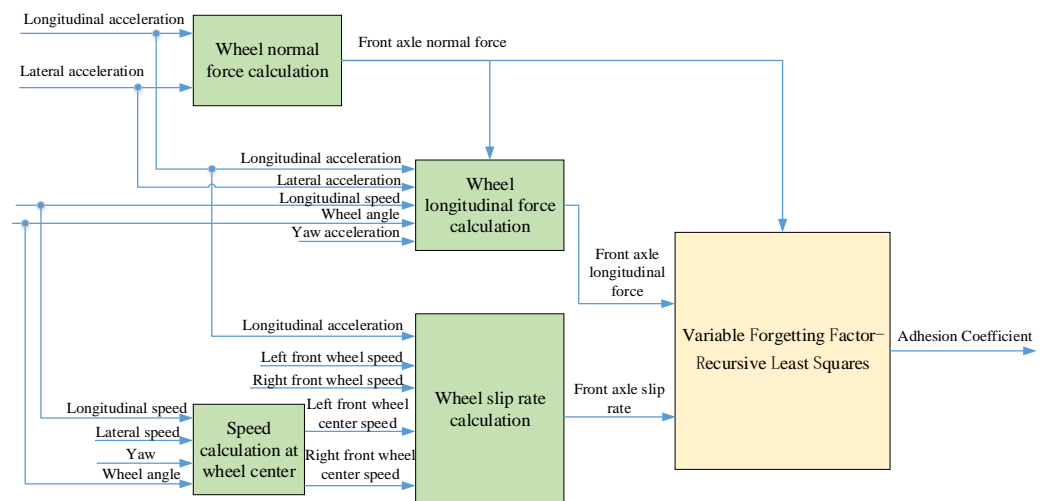 Longitudinal acceleration
Lateral acceleration
Wheel normal
force calculation
Front axle normal force
Longitudinal acceleration
Lateral acceleration
Longitudinal speed
Wheel angle
Yaw acceleration
Wheel
longitudinal force
calculation
Front axle
longitudinal
force
Longitudinal acceleration
Left front wheel speed
Right front wheel speed
Left front wheel
center speed
Right front wheel
center speed
Wheel slip rate
calculation
Front axle slip
rate
Longitudinal speed
Lateral speed
Yaw
Wheel angle
Speed
calculation at
wheel center
Variable Forgetting Factor–
Recursive Least Squares
Adhesion Coefficient